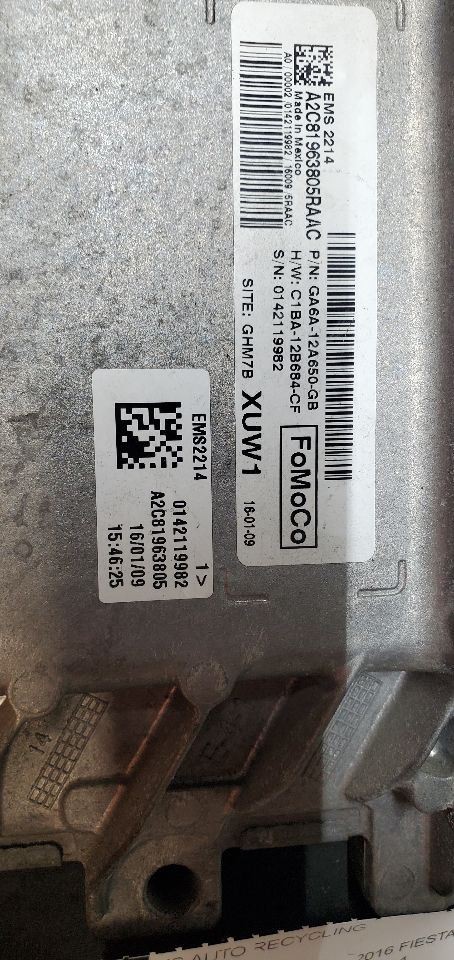 EMS 2214
A2C81963805RAAC
Made in Mexico
A0 / 00002 /0142119982 / 16009 /5RAAC
P/N: GA6A-12A650-GB
H/W: C1BA-12B684-CF
S/N: 0142119982
FoMoCo
SITE: GHM7B XUW1 16-01-09
EMS2214
1>
0142119982
A2C81963805
16/01/09
15:46:25
14
AUTO RECYCLING
2016 FIESTA